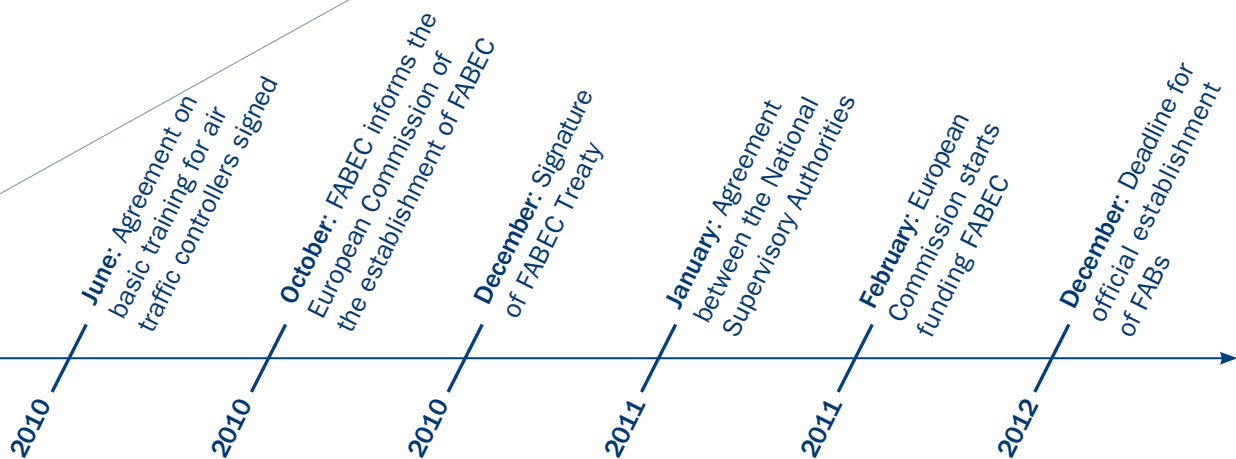 June: Agreement on
basic training for air
traffic controllers signed
2010
October: FABEC informs the
European Commission of
the establishment of FABEC
2010
December: Signature
of FABEC Treaty
2010
January: Agreement
between the National
Supervisory Authorities
2011
February: European
Commission starts
funding FABEC
2011
December: Deadline for
official establishment
of FABs
2012